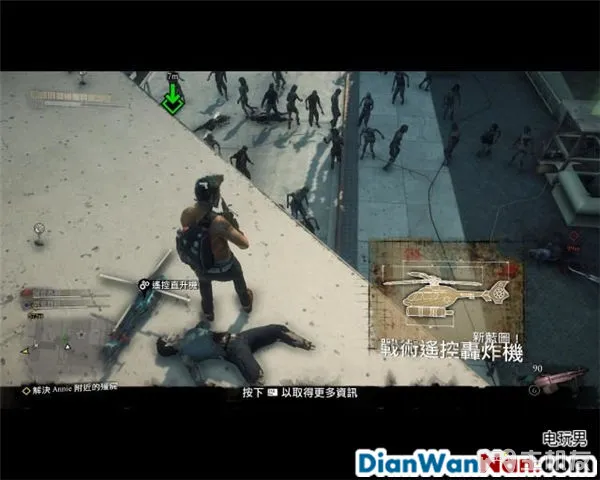 7m
遙控直升機
新藍圖！
戰術遙控轟炸機
90
解決 Annie 附近的殭屍
按下 以取得更多資訊
电玩男
DianWanNan.com